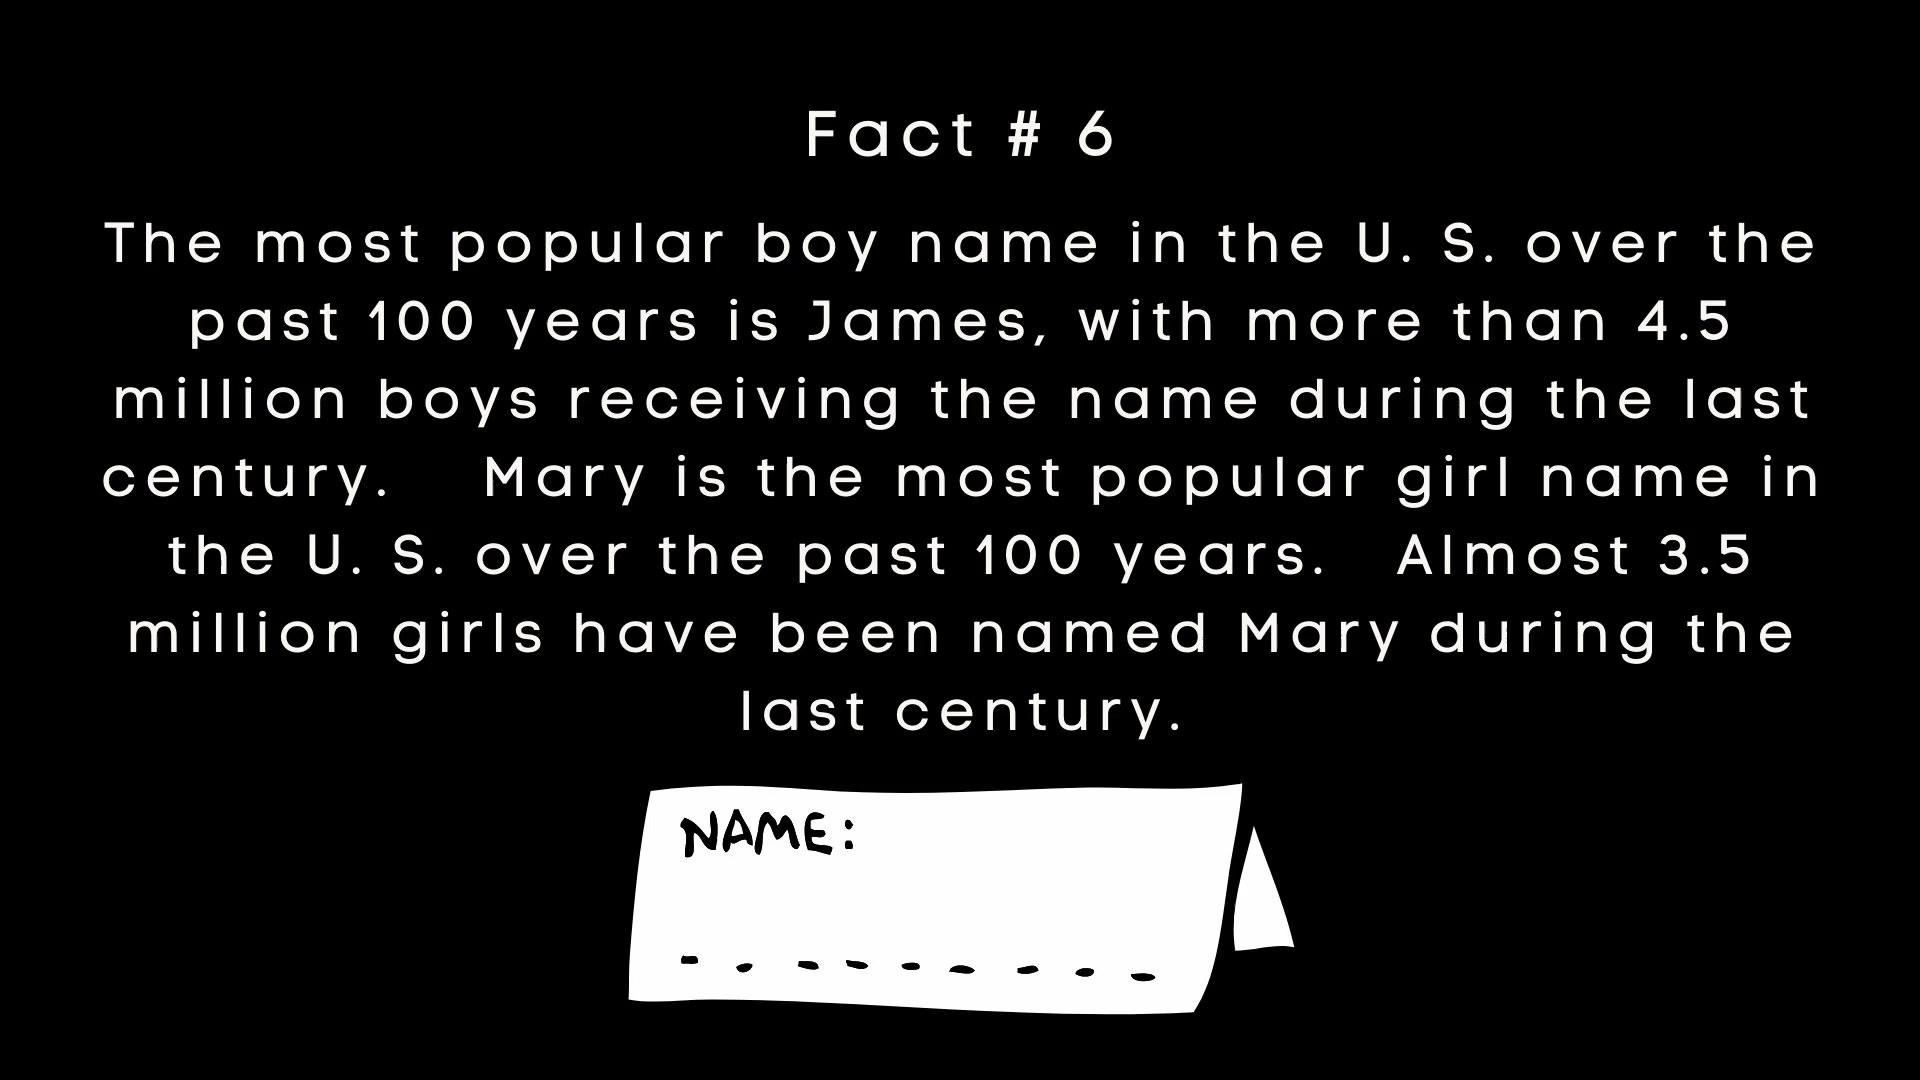 Fact # 6
The most popular boy name in the U. S. over the
past 100 years is James, with more than 4.5
million boys receiving the name during the last
century. Mary is the most popular girl name in
the U. S. over the past 100 years. Almost 3.5
million girls have been named Mary during the
last century.
NAME: